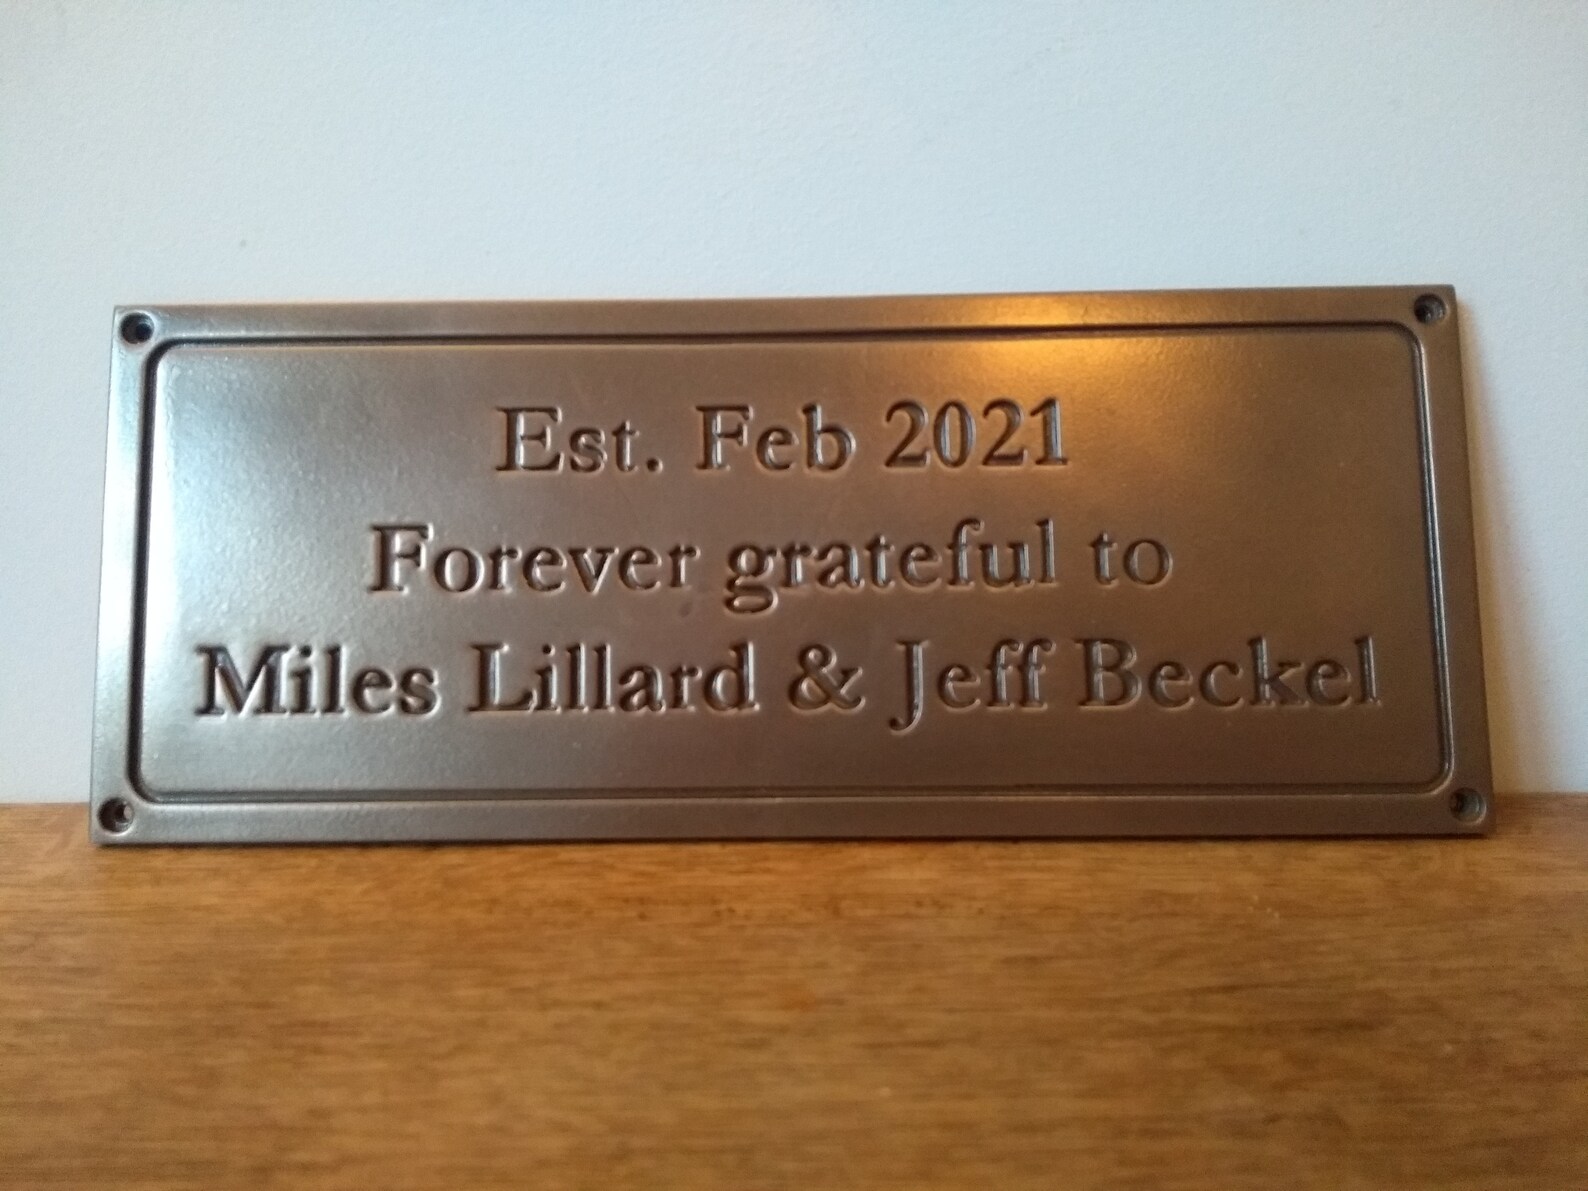 Est. Feb 2021
Forever grateful to
Miles Lillard & Jeff Beckel